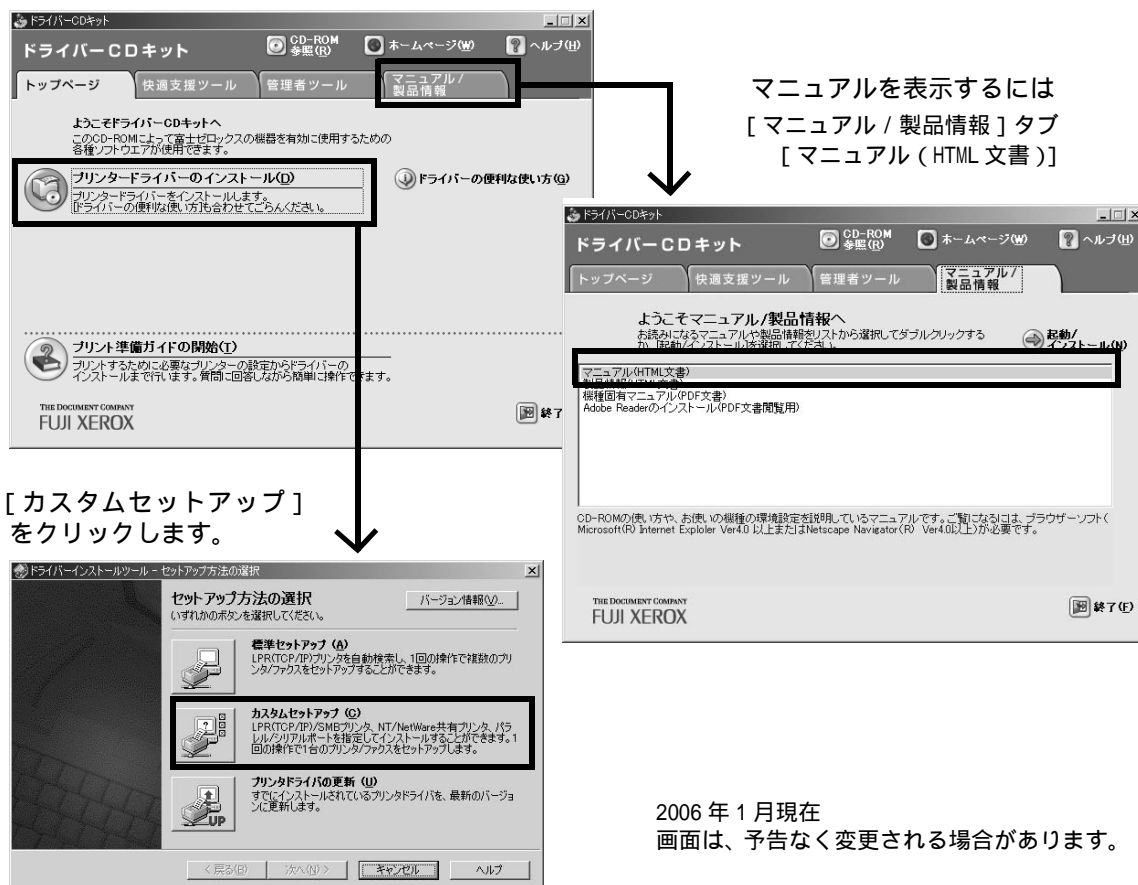 ドライバーCDキット
ドライバーCDキット
CD-ROM
参照(R)
ホームページ(W)
ヘルプ(H)
トップページ
快適支援ツール
管理者ツール
マニュアル/
製品情報
ようこそドライバーCDキットへ
このCD-ROMによって富士ゼロックスの機器を有効に使用するための
各種ソフトウエアが使用できます。
プリンタードライバーのインストール(D)
プリンタードライバーをインストールします。
[ドライバーの便利な使い方]も合わせてごらんください。
ドライバーの便利な使い方(G)
プリント準備ガイドの開始(I)
プリントするために必要なプリンターの設定からドライバーの
インストールまで行います。質問に回答しながら簡単に操作できます。
THE DOCUMENT COMPANY
FUJI XEROX
終了
マニュアルを表示するには
[ マニュアル / 製品情報 ] タブ
[ マニュアル ( HTML 文書 )]
ドライバーCDキット
ドライバーCDキット
CD-ROM
参照(R)
ホームページ(W)
ヘルプ(H)
トップページ
快適支援ツール
管理者ツール
マニュアル/
製品情報
ようこそマニュアル/製品情報へ
お読みになるマニュアルや製品情報をリストから選択してダブルクリックする
か、[起動/インストール]を選択してください。
起動/
インストール(N)
マニュアル(HTML文書)
製品情報(HTML文書)
機種固有マニュアル(PDF文書)
Adobe Readerのインストール(PDF文書閲覧用)
CD-ROMの使い方や、お使いの機種の環境設定を説明しているマニュアルです。ご覧になるには、ブラウザーソフト(
Microsoft(R) Internet Exploler Ver4.0 以上またはNetscape Navigator(R) Ver4.0以上)が必要です。
THE DOCUMENT COMPANY
FUJI XEROX
終了(F)
[ カスタムセットアップ ]
をクリックします。
ドライバーインストールツール - セットアップ方法の選択
セットアップ方法の選択
いずれかのボタンを選択してください。
バージョン情報(V)...
標準セットアップ (A)
LPR(TCP/IP)プリンタを自動検索し、1回の操作で複数のプリ
ンタ/ファクスをセットアップすることができます。
カスタムセットアップ (C)
LPR(TCP/IP)/SMBプリンタ、NT/NetWare共有プリンタ、パラ
レル/シリアルポートを指定してインストールすることができます。1
回の操作で1台のプリンタ/ファクスをセットアップします。
プリンタドライバの更新 (U)
すでにインストールされているプリンタドライバを、最新のバージョ
ンに更新します。
UP
< 戻る(B)
次へ(N) >
キャンセル
ヘルプ
2006 年 1 月現在
画面は、予告なく変更される場合があります。